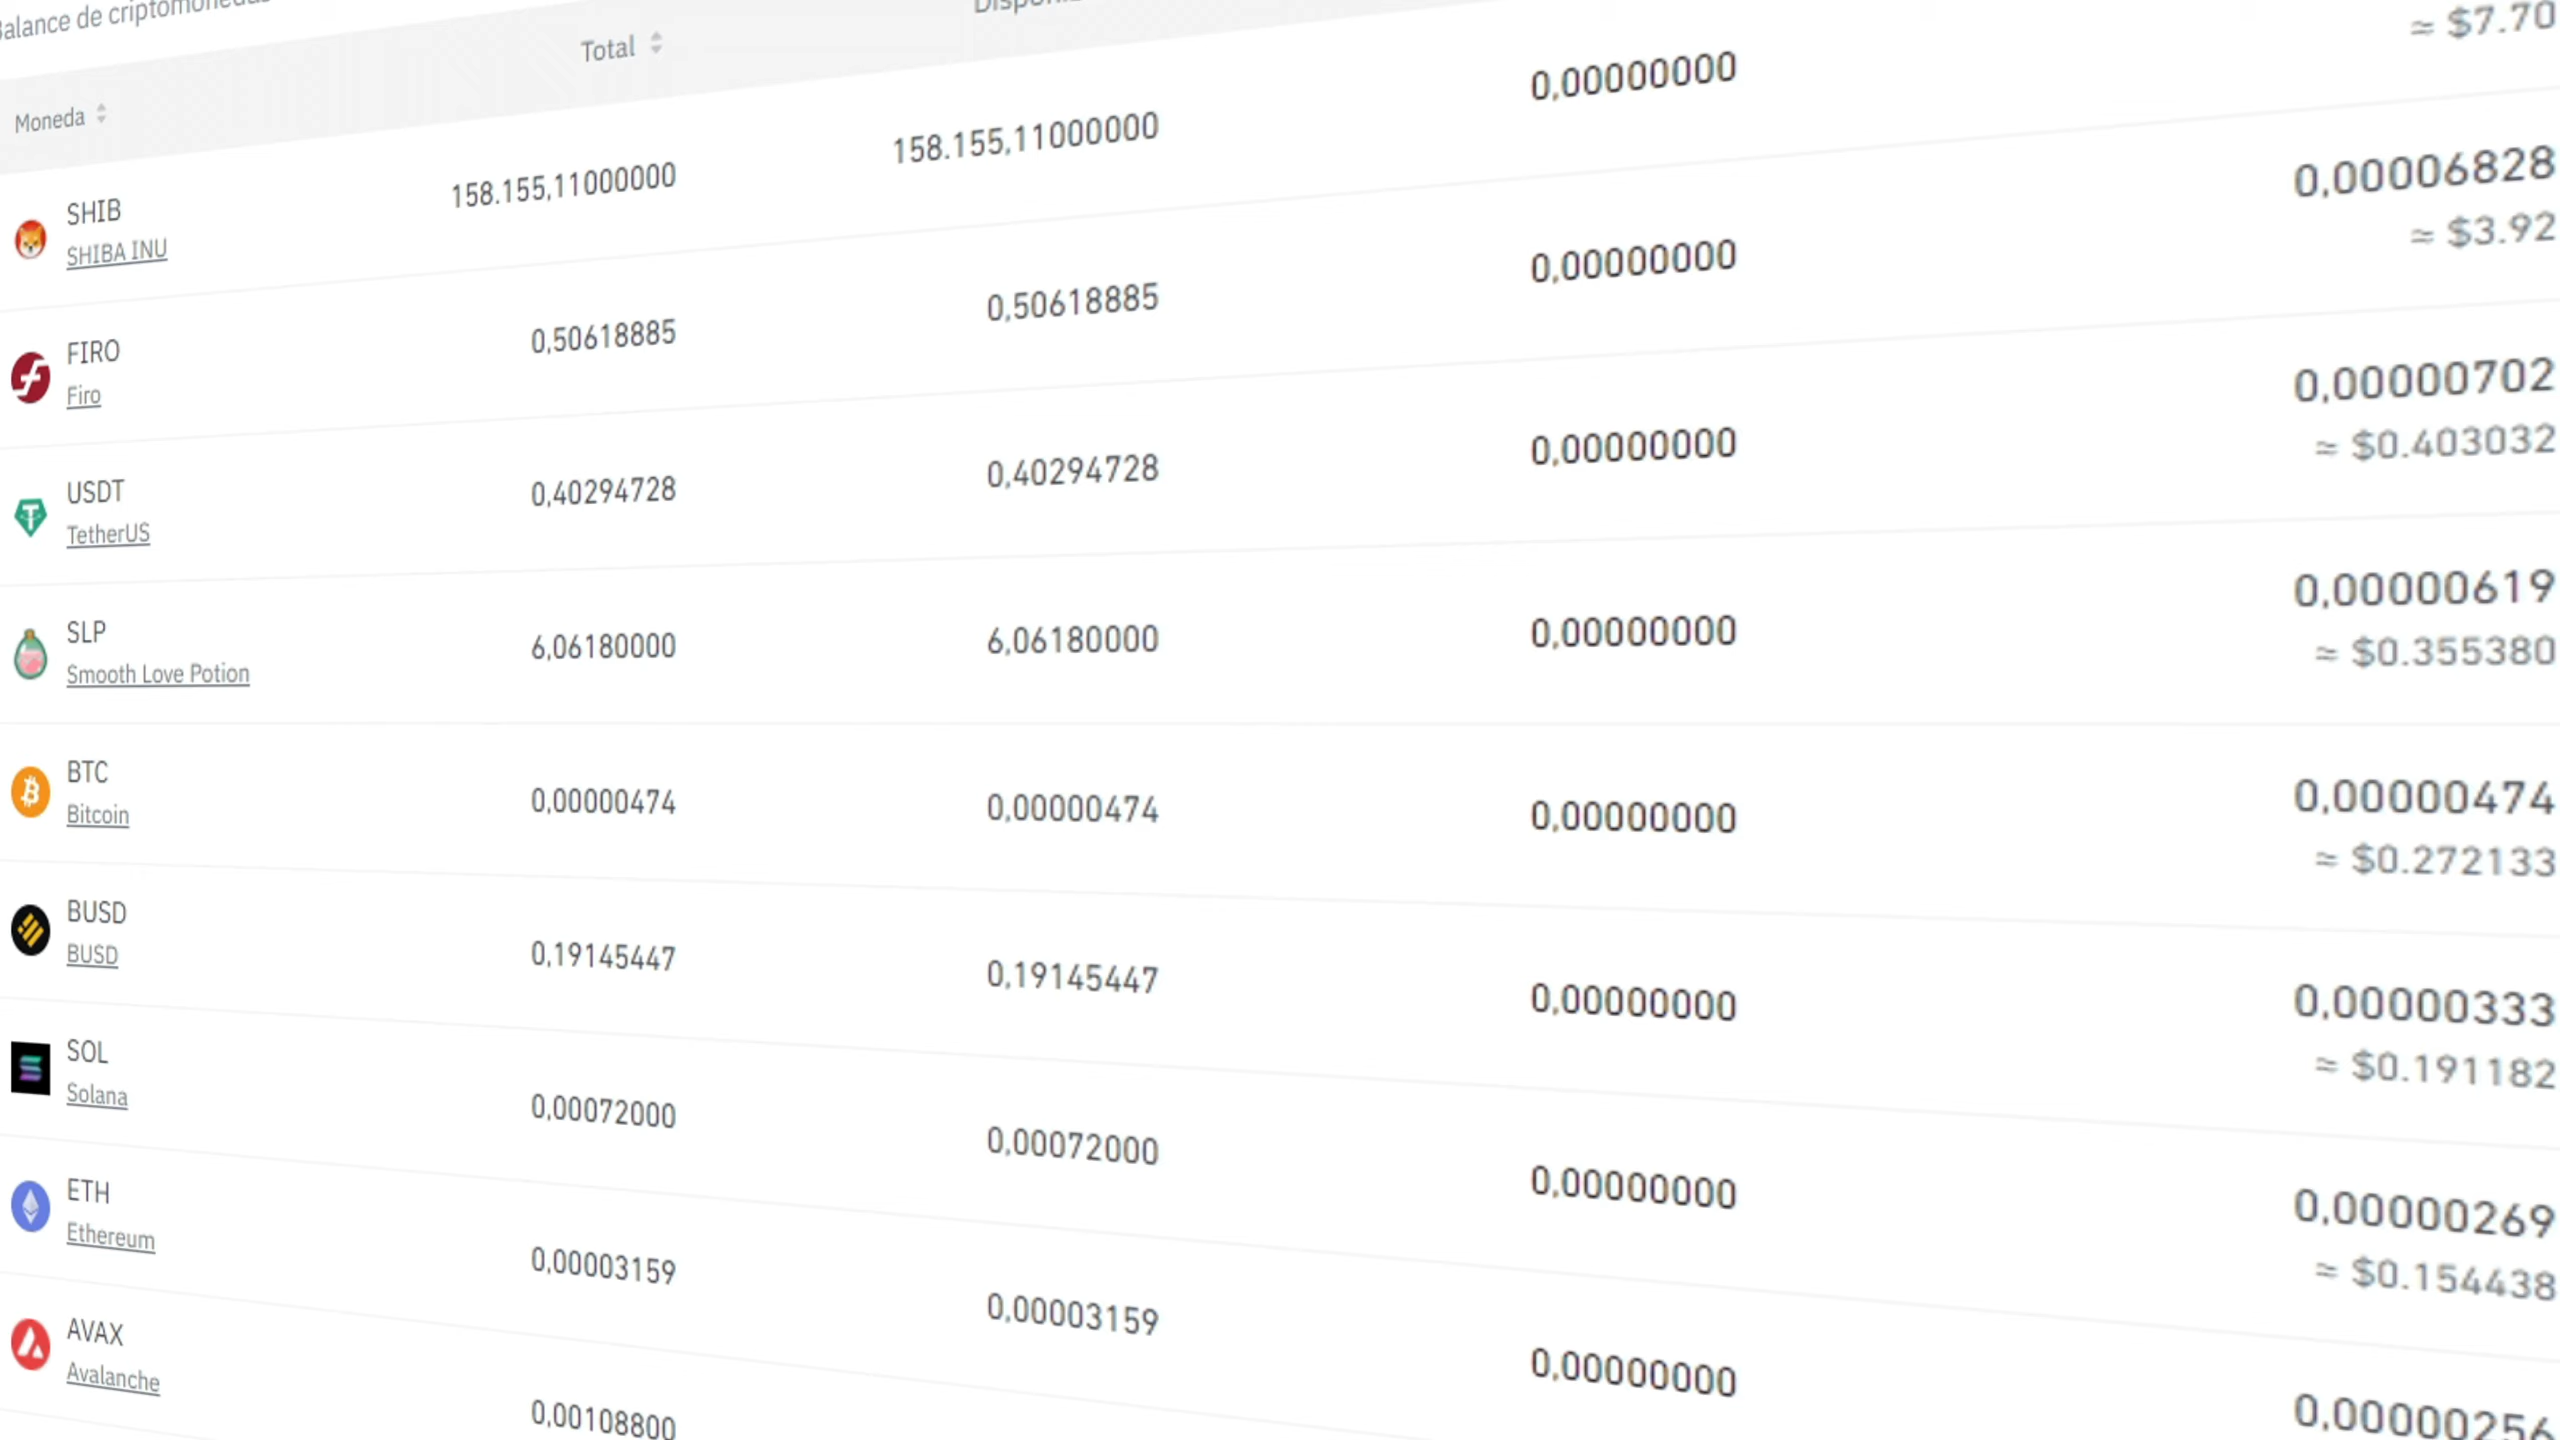 Balance de criptomonedas
Moneda Total
≈ $7.70
SHIB 158.155,11000000 158.155,11000000 0,00000000
SHIBA INU
0,00006828
≈ $3.92
FIRO 0,50618885 0,50618885 0,00000000
Firo
0,00000702
≈ $0.403032
USDT 0,40294728 0,40294728 0,00000000
TetherUS
0,00000619
≈ $0.355380
SLP 6,06180000 6,06180000 0,00000000
Smooth Love Potion
0,00000474
≈ $0.272133
BTC 0,00000474 0,00000474 0,00000000
Bitcoin
0,00000333
≈ $0.191182
BUSD 0,19145447 0,19145447 0,00000000
BUSD
0,00000269
≈ $0.154438
SOL 0,00072000 0,00072000 0,00000000
Solana
0,00000256
ETH 0,00003159 0,00003159 0,00000000
Ethereum
AVAX 0,00108800
Avalanche